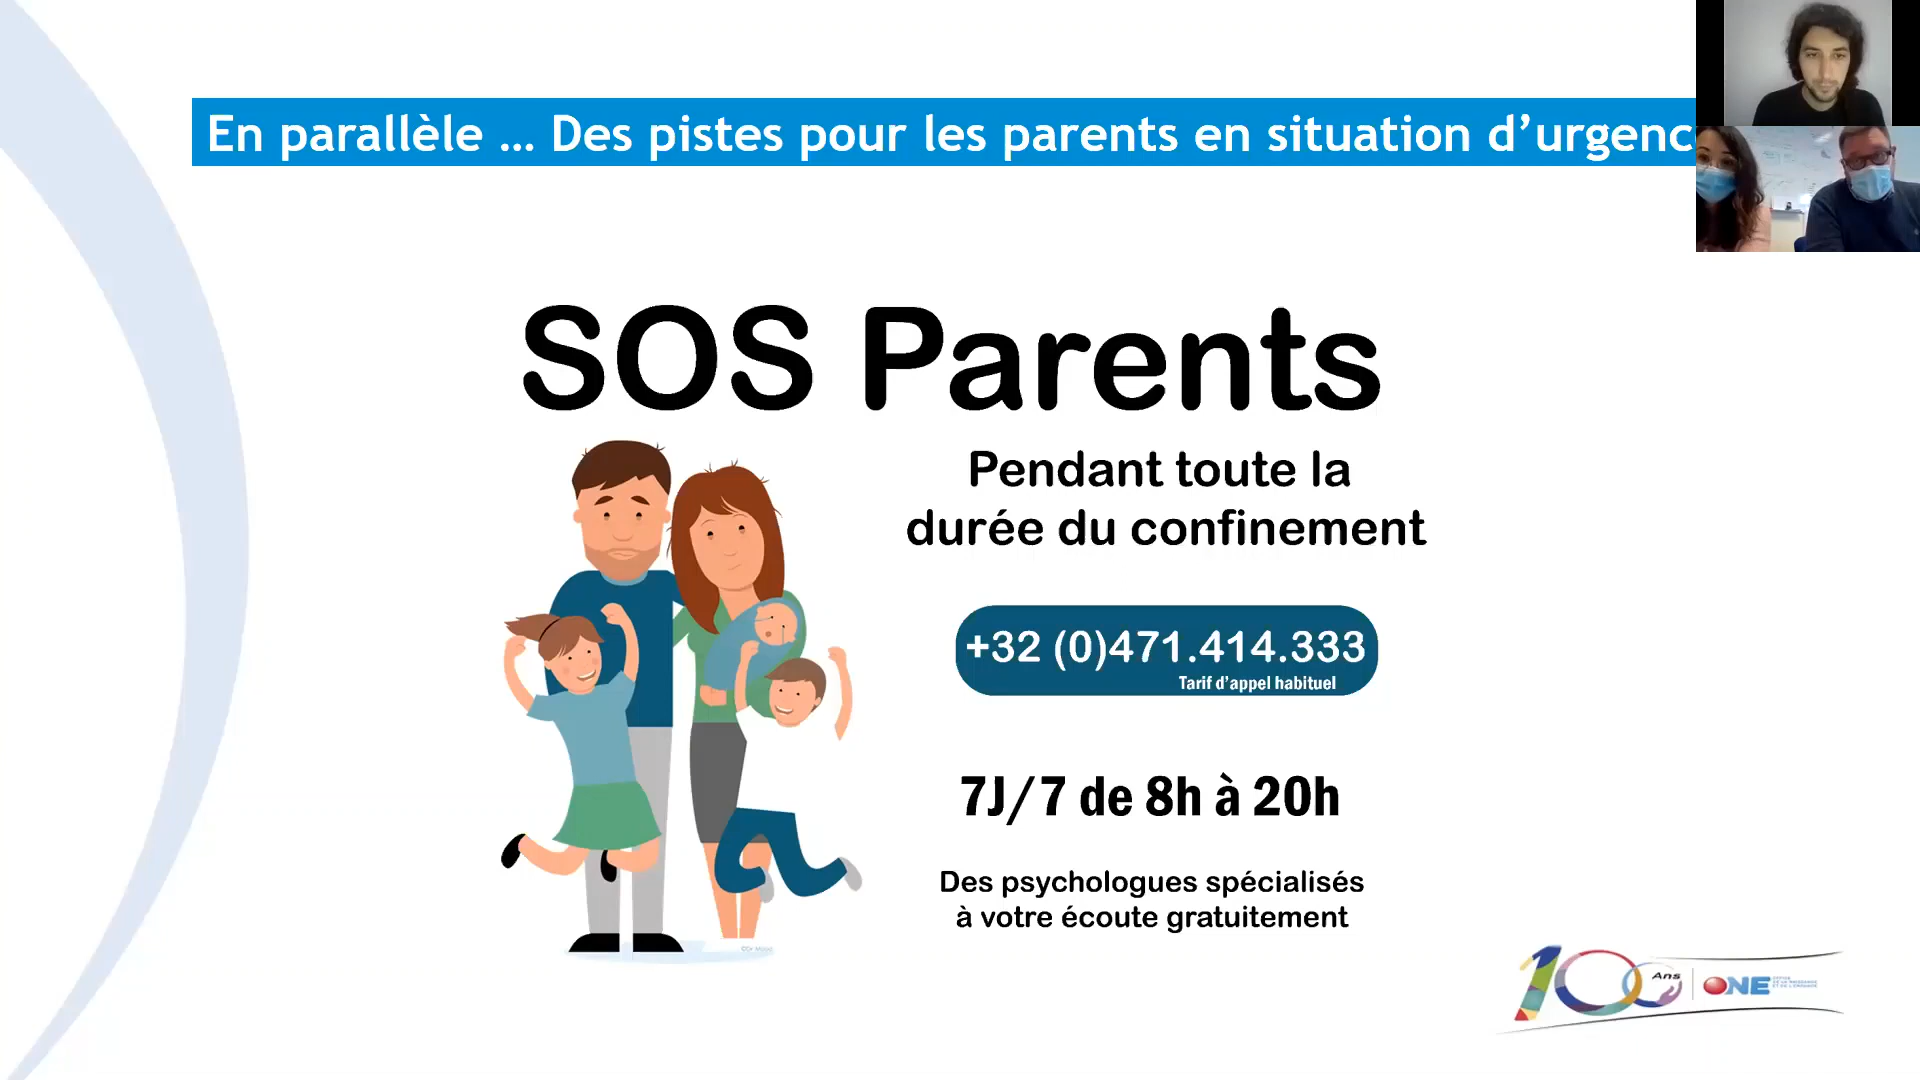 En parallèle … Des pistes pour les parents en situation d’urgenc
SOS Parents
Pendant toute la
durée du confinement
+32 (0)471.414.333
Tarif d’appel habituel
7J/7 de 8h à 20h
Des psychologues spécialisés
à votre écoute gratuitement
100 Ans
ONE